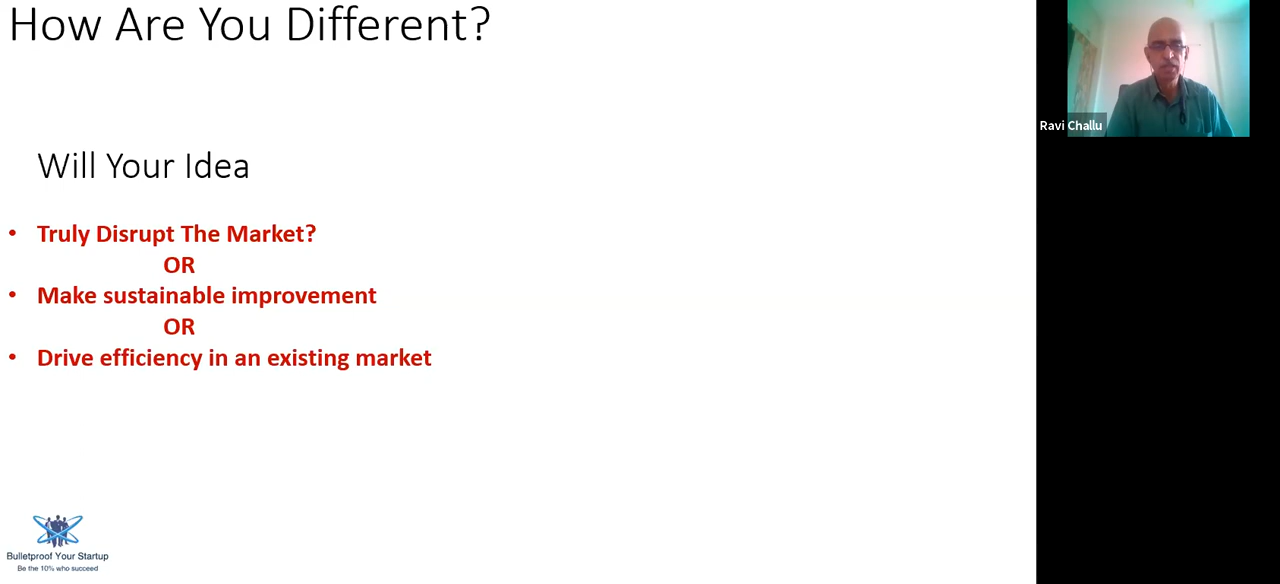 How Are You Different?
Will Your Idea
• Truly Disrupt The Market?
OR
• Make sustainable improvement
OR
• Drive efficiency in an existing market
Bulletproof Your Startup
Be the 10% who succeed
Ravi Challu